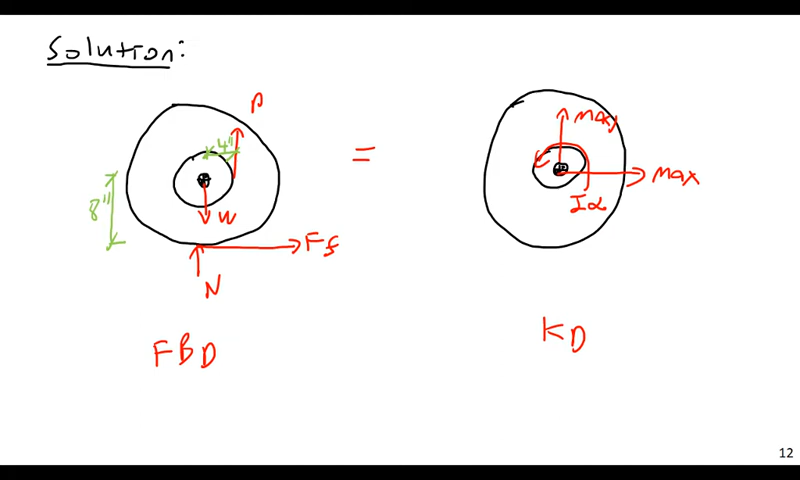 Solution:
P
4"
8"
W
Ff
N
FBD
=
may
max
Iα
KD
12